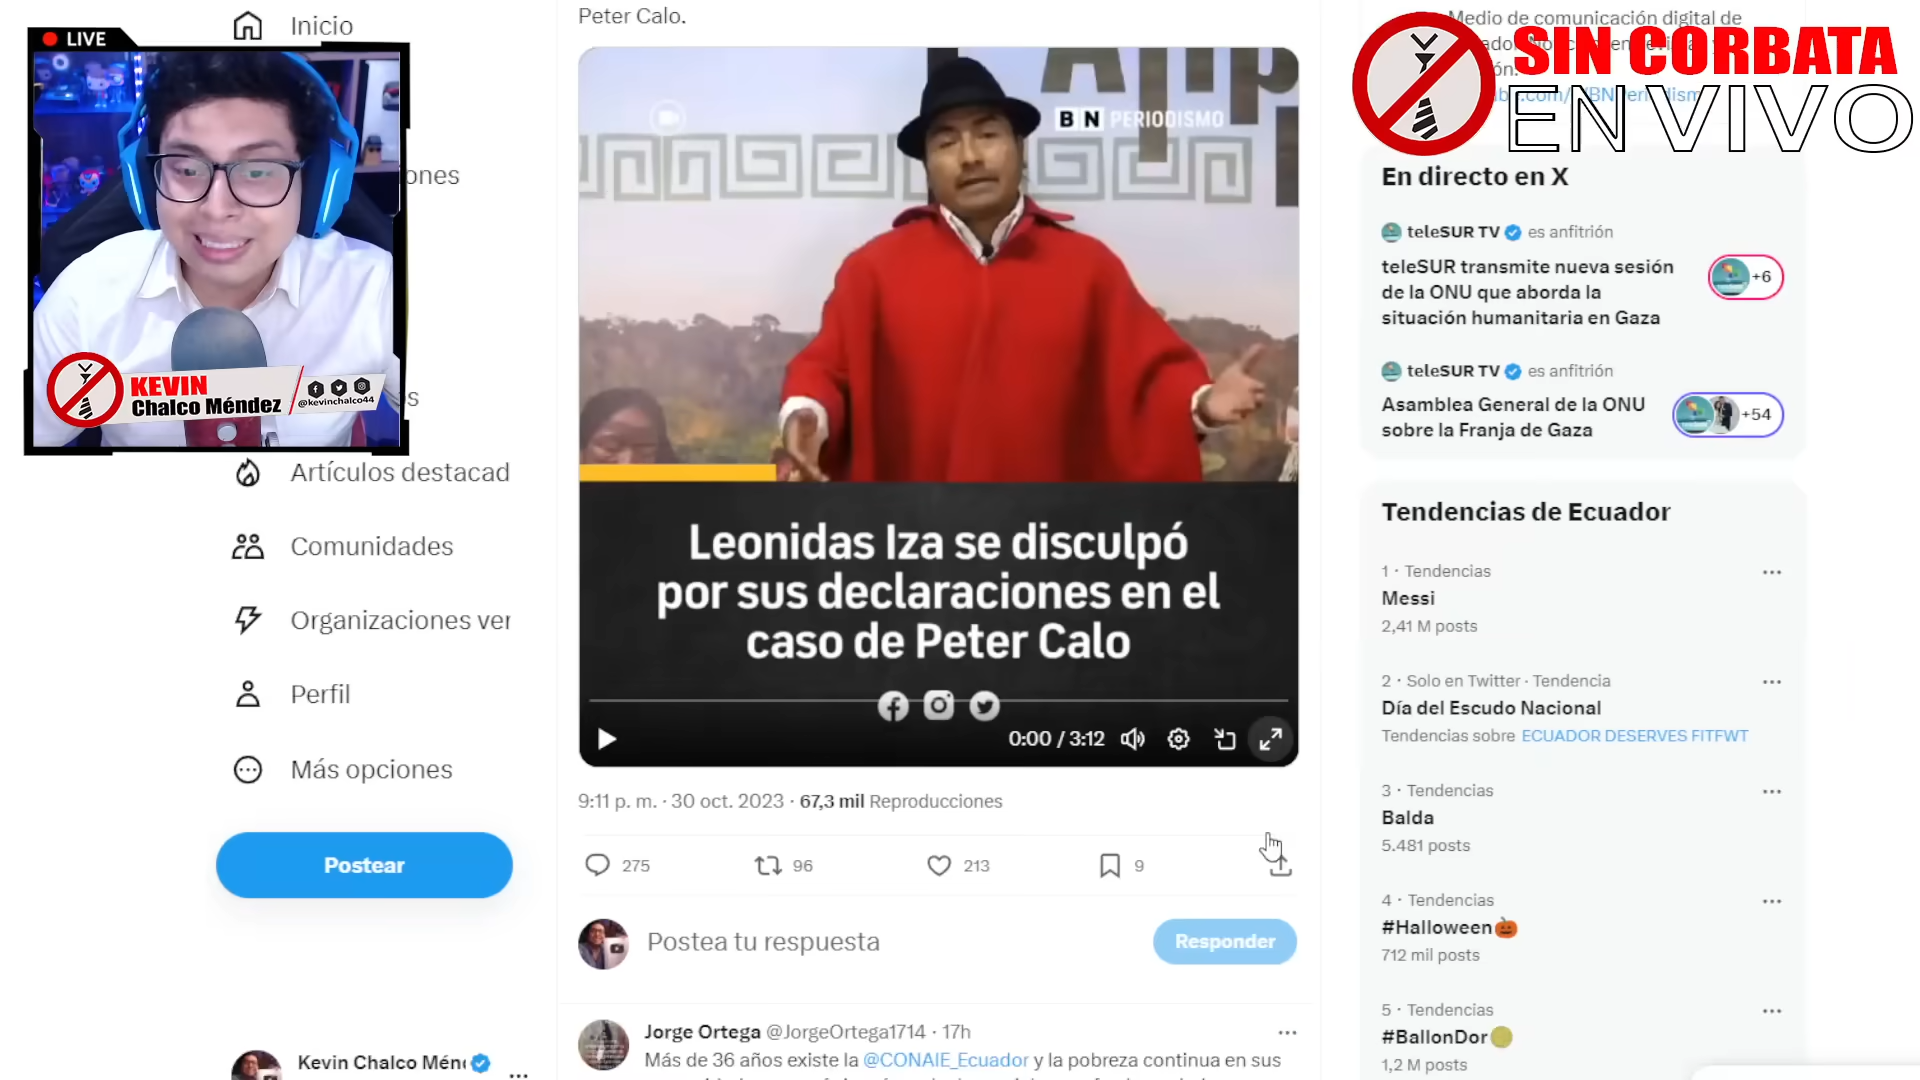 LIVE
KEVIN
Chalco Méndez
@kevinchalco44
Inicio
Artículos destacad
Comunidades
Organizaciones ver
Perfil
Más opciones
Postear
Kevin Chalco Mén
Peter Calo.
BN PERIODISMO
Leonidas Iza se disculpó
por sus declaraciones en el
caso de Peter Calo
0:00 / 3:12
9:11 p. m. · 30 oct. 2023 · 67,3 mil Reproducciones
275
96
213
9
Postea tu respuesta
Responder
Jorge Ortega @JorgeOrtega1714 · 17h
Más de 36 años existe la @CONAIE_Ecuador y la pobreza continua en sus
Medio de comunicación digital de
SIN CORBATA
EN VIVO
En directo en X
teleSUR TV es anfitrión
teleSUR transmite nueva sesión
de la ONU que aborda la
situación humanitaria en Gaza
+6
teleSUR TV es anfitrión
Asamblea General de la ONU
sobre la Franja de Gaza
+54
Tendencias de Ecuador
1 · Tendencias
Messi
2,41 M posts
2 · Solo en Twitter · Tendencia
Día del Escudo Nacional
Tendencias sobre ECUADOR DESERVES FITFWT
3 · Tendencias
Balda
5.481 posts
4 · Tendencias
#Halloween🎃
712 mil posts
5 · Tendencias
#BallonDor
1,2 M posts